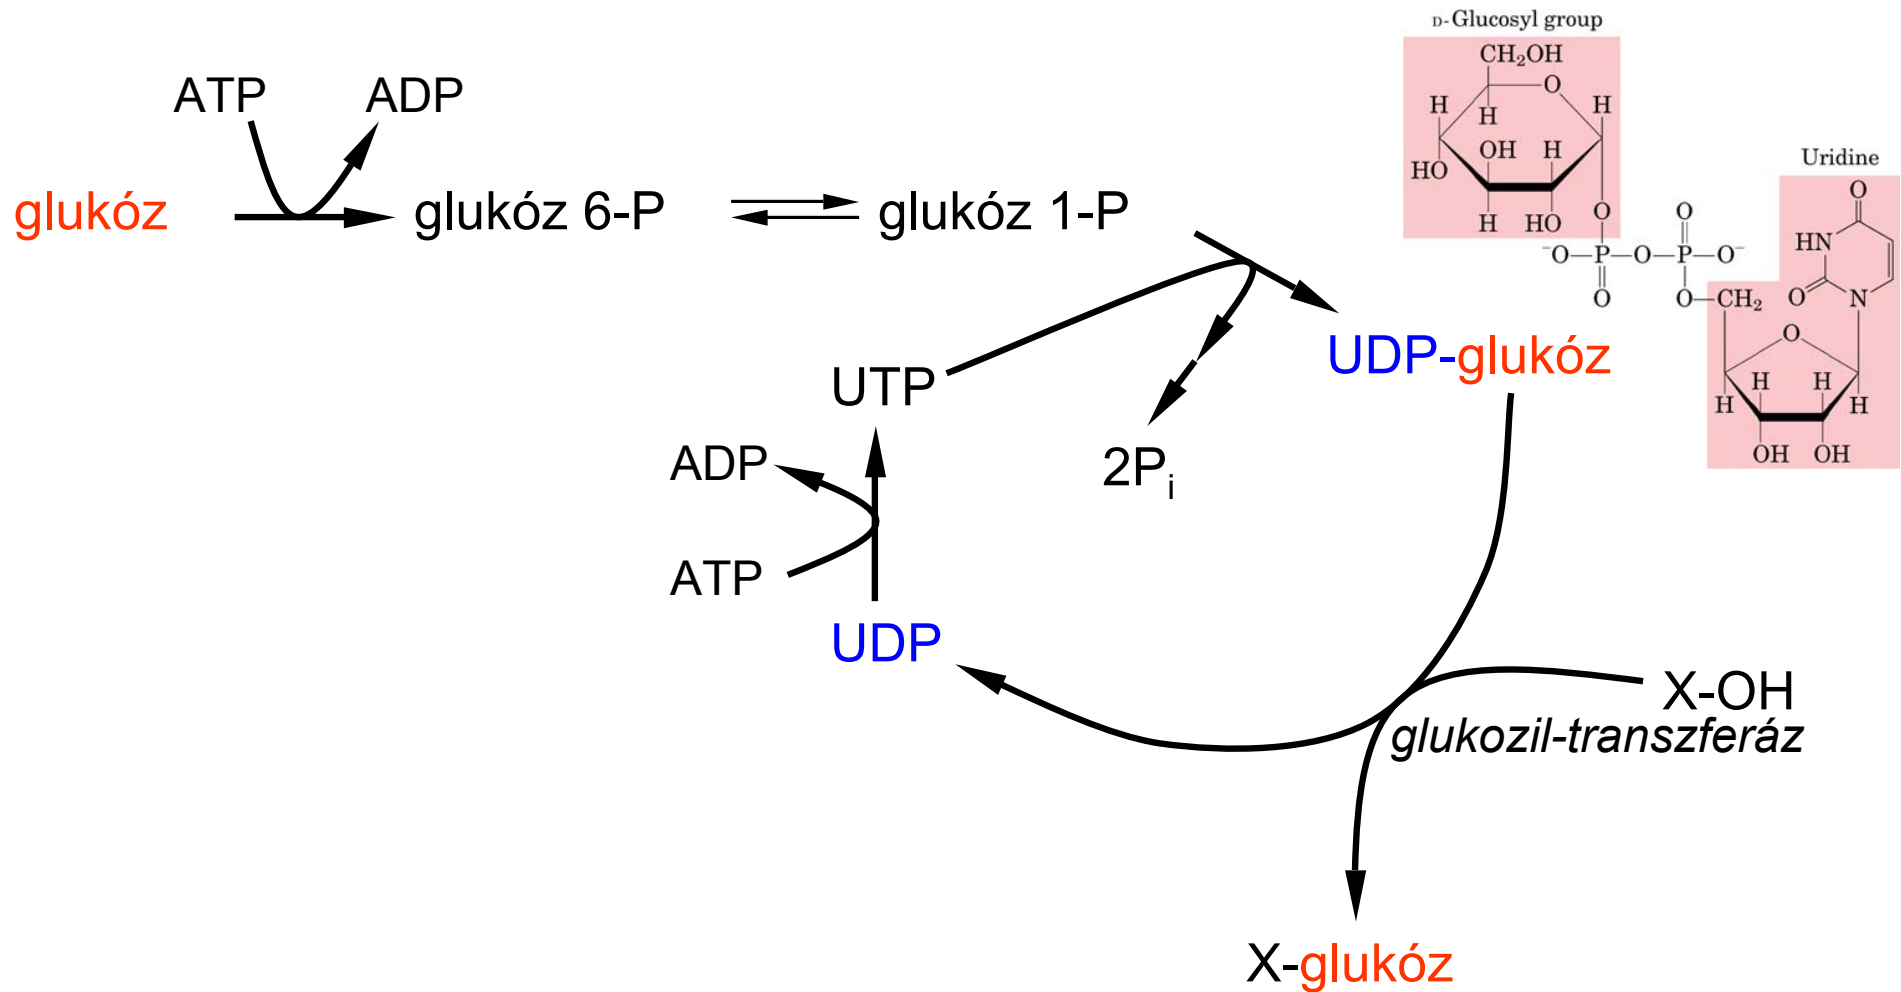 D-Glucosyl group
CH₂OH
O
H
H
H
OH
H
HO
H
HO
O
Uridine
O
HN
O
N
⁻O—P—O—P—O⁻
O
O
O—CH₂
O
H
H
H
H
OH
OH
ATP
ADP
glukóz
glukóz 6-P
glukóz 1-P
UDP-glukóz
UTP
2Pᵢ
ADP
ATP
UDP
X-OH
glukozil-transzferáz
X-glukóz